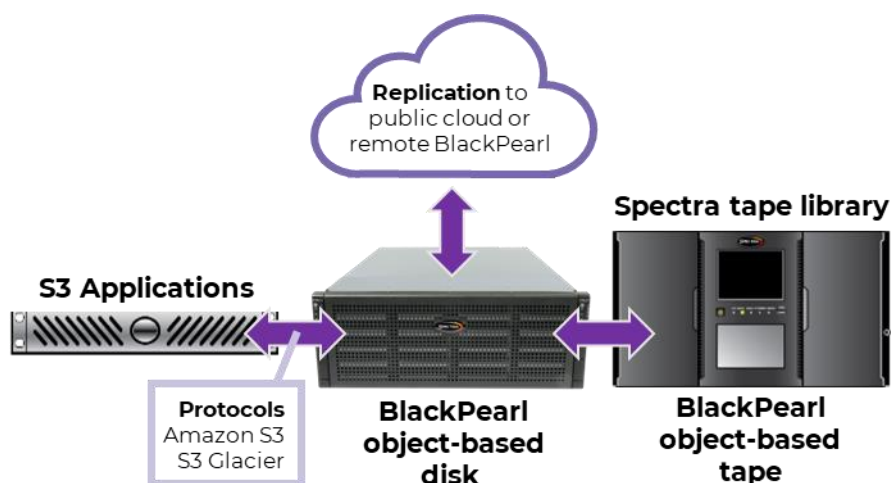 Replication to
public cloud or
remote BlackPearl
Spectra tape library
S3 Applications
Protocols
Amazon S3
S3 Glacier
BlackPearl
object-based
disk
BlackPearl
object-based
tape